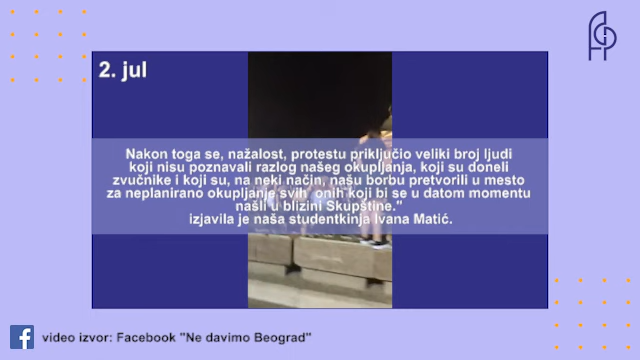 2. jul
Nakon toga se, nažalost, protestu priključio veliki broj ljudi
koji nisu poznavali razlog našeg okupljanja, koji su doneli
zvučnike i koji su, na neki način, našu borbu pretvorili u mesto
za neplanirano okupljanje svih  onih koji bi se u datom momentu
našli u blizini Skupštine."
izjavila je naša studentkinja Ivana Matić.
video izvor: Facebook "Ne davimo Beograd"